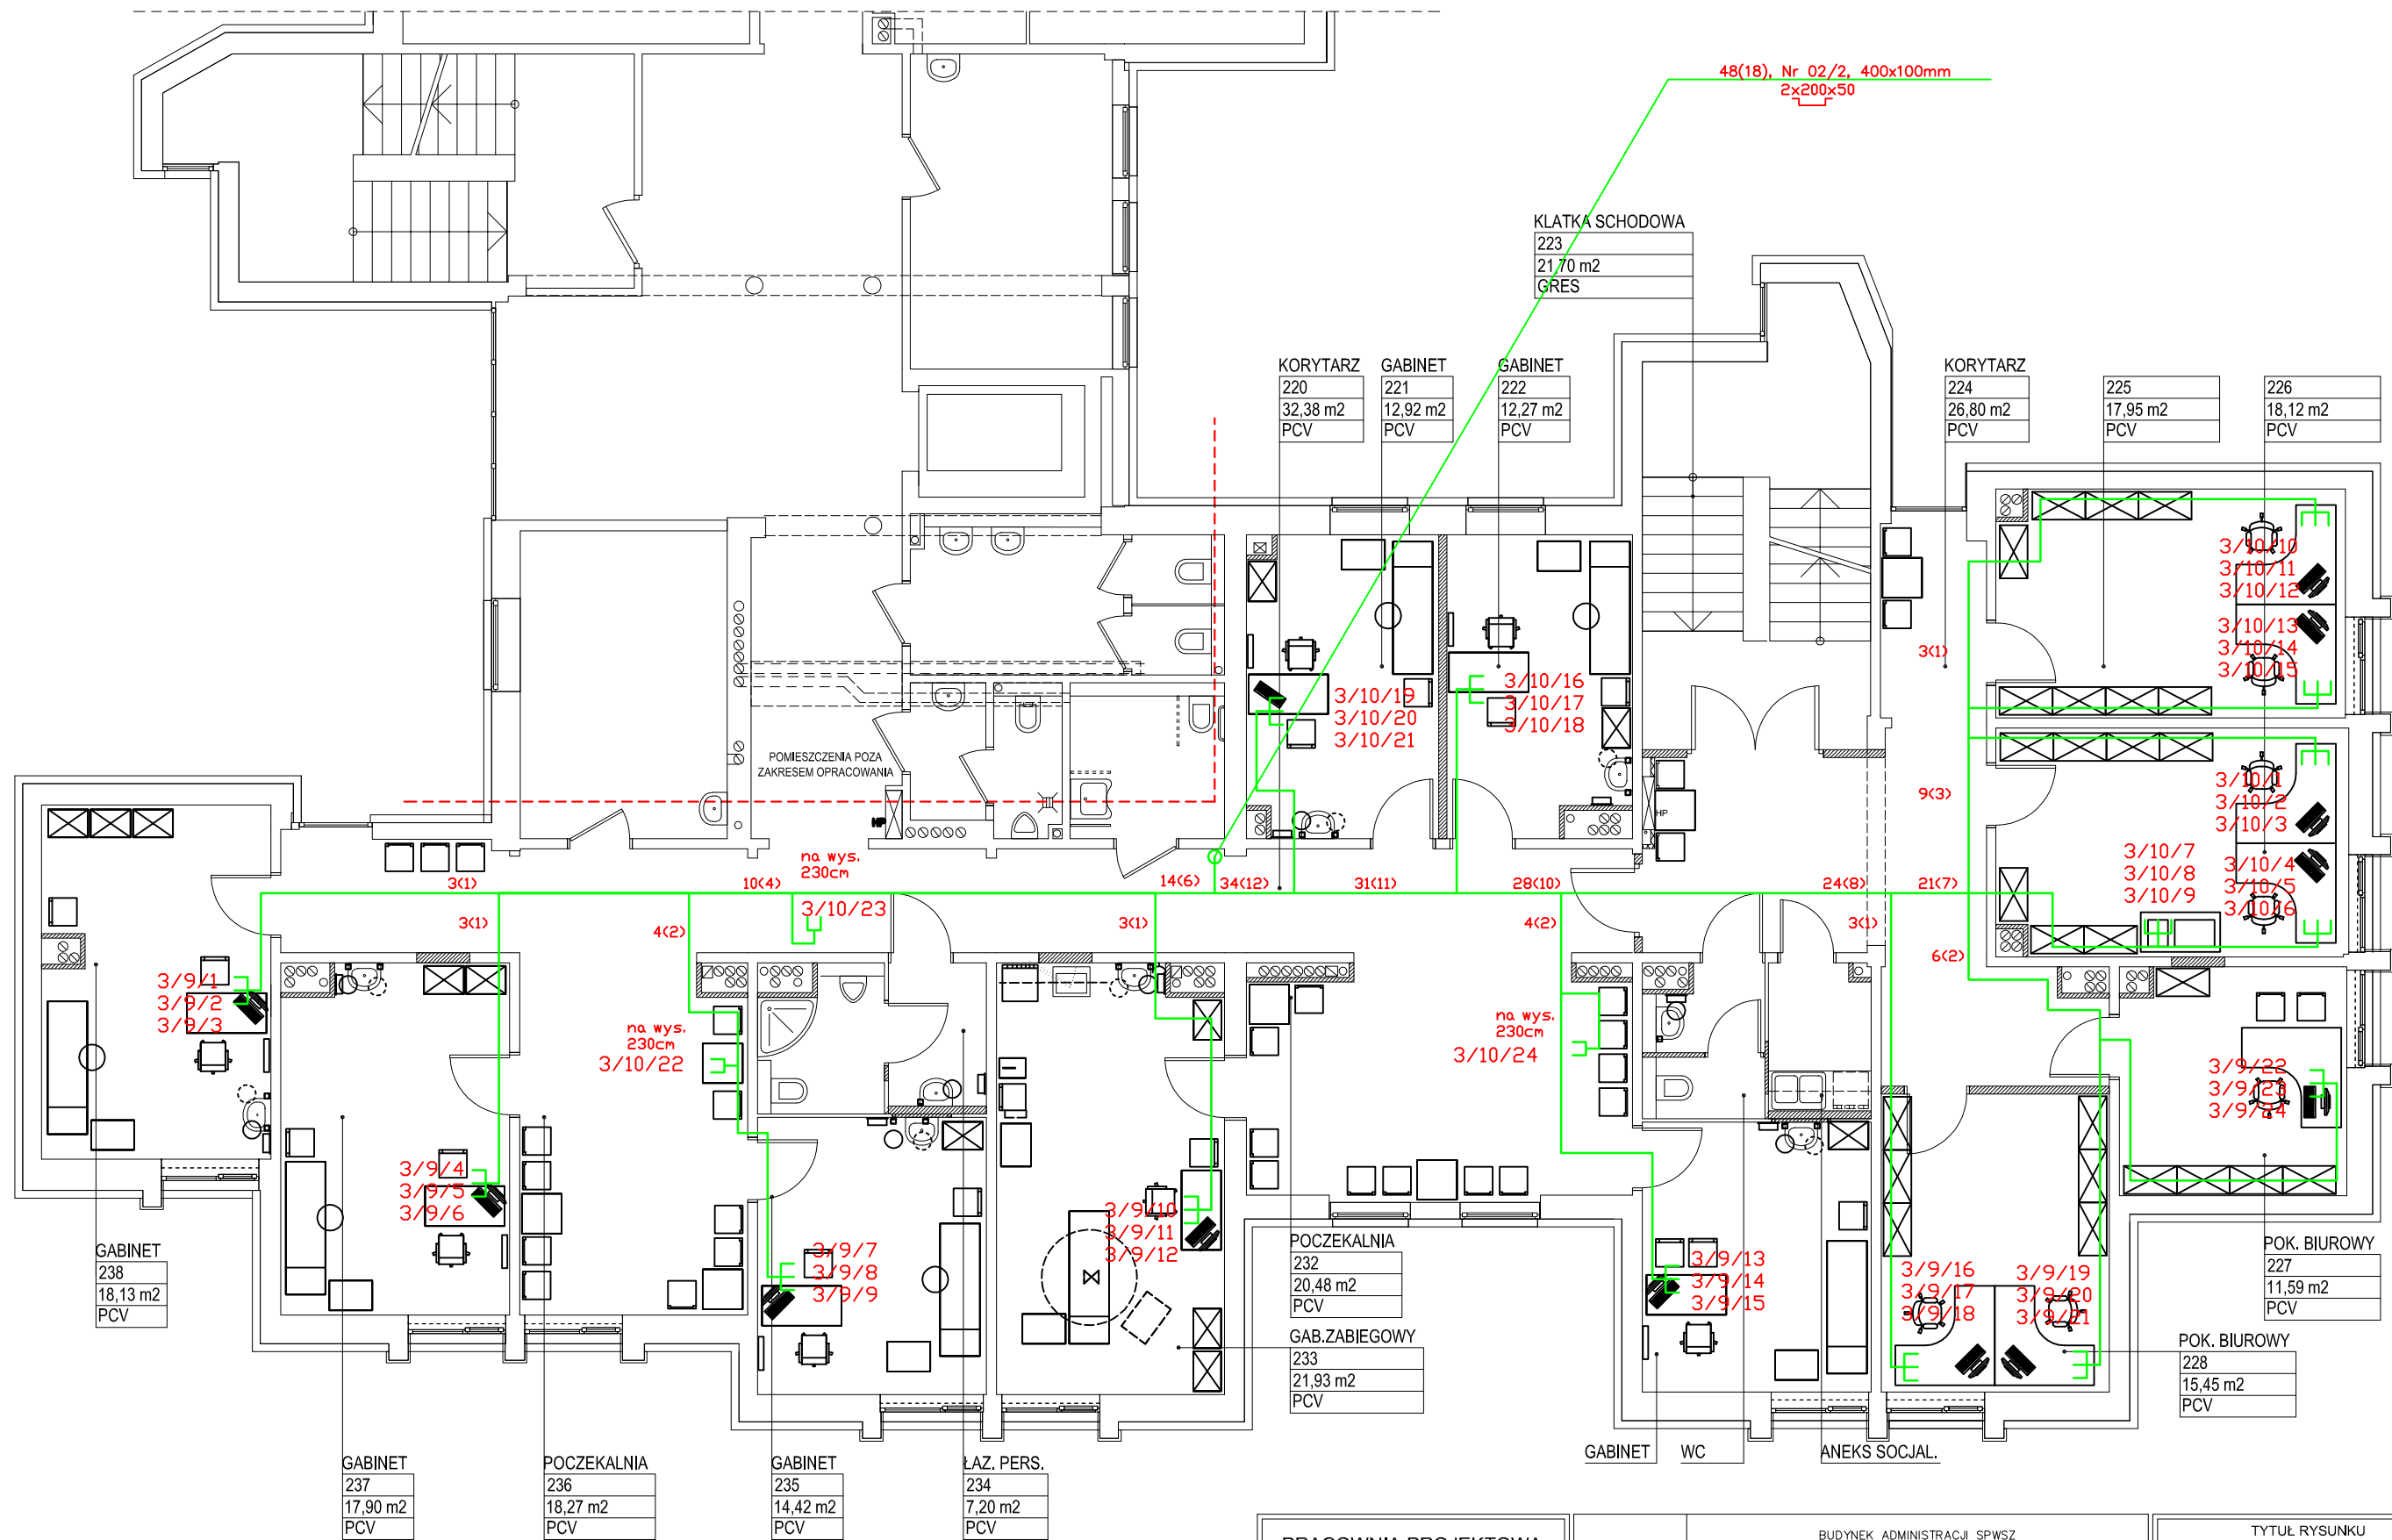 48(18), Nr 02/2, 400x100mm
2x200x50
KLATKA SCHODOWA
223
21,70 m2
GRES
KORYTARZ
220
32,38 m2
PCV
GABINET
221
12,92 m2
PCV
GABINET
222
12,27 m2
PCV
KORYTARZ
224
26,80 m2
PCV
225
17,95 m2
PCV
226
18,12 m2
PCV
3/10/10
3/10/11
3/10/12
3/10/13
3/10/14
3/10/15
3(1)
3/10/19
3/10/20
3/10/21
3/10/16
3/10/17
3/10/18
POMIESZCZENIA POZA
ZAKRESEM OPRACOWANIA
HP
HP
9(3)
3/10/1
3/10/2
3/10/3
3/10/7
3/10/8
3/10/9
3/10/4
3/10/5
3/10/6
na wys.
230cm
3(1)
10(4)
14(6)
34(12)
31(11)
28(10)
24(8)
21(7)
3/10/23
3(1)
4(2)
3(1)
4(2)
3(1)
6(2)
3/9/1
3/9/2
3/9/3
na wys.
230cm
3/10/22
na wys.
230cm
3/10/24
3/9/22
3/9/23
3/9/24
3/9/4
3/9/5
3/9/6
3/9/7
3/9/8
3/9/9
3/9/10
3/9/11
3/9/12
3/9/13
3/9/14
3/9/15
3/9/16
3/9/17
3/9/18
3/9/19
3/9/20
3/9/21
GABINET
238
18,13 m2
PCV
POCZEKALNIA
232
20,48 m2
PCV
GAB.ZABIEGOWY
233
21,93 m2
PCV
POK. BIUROWY
227
11,59 m2
PCV
POK. BIUROWY
228
15,45 m2
PCV
GABINET
WC
ANEKS SOCJAL.
GABINET
237
17,90 m2
PCV
POCZEKALNIA
236
18,27 m2
PCV
GABINET
235
14,42 m2
PCV
ŁAZ. PERS.
234
7,20 m2
PCV
PRACOWNIA PROJEKTOWA
BUDYNEK ADMINISTRACJI SPWSZ
TYTUŁ RYSUNKU